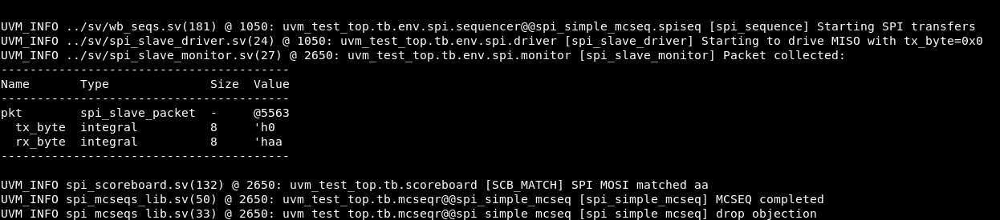 UVM_INFO ../sv/wb_seqs.sv(181) @ 1050: uvm_test_top.tb.env.spi.sequencer@@spi_simple_mcseq.spiseq [spi_sequence] Starting SPI transfers
UVM_INFO ../sv/spi_slave_driver.sv(24) @ 1050: uvm_test_top.tb.env.spi.driver [spi_slave_driver] Starting to drive MISO with tx_byte=0x0
UVM_INFO ../sv/spi_slave_monitor.sv(27) @ 2650: uvm_test_top.tb.env.spi.monitor [spi_slave_monitor] Packet collected:
----------------------------------------
Name       Type              Size  Value
----------------------------------------
pkt        spi_slave_packet  -     @5563
  tx_byte  integral          8     'h0
  rx_byte  integral          8     'haa
----------------------------------------
UVM_INFO spi_scoreboard.sv(132) @ 2650: uvm_test_top.tb.scoreboard [SCB_MATCH] SPI MOSI matched aa
UVM_INFO spi_mcseqs_lib.sv(50) @ 2650: uvm_test_top.tb.mcseqr@@spi_simple_mcseq [spi_simple_mcseq] MCSEQ completed
UVM_INFO spi_mcseqs_lib.sv(33) @ 2650: uvm_test_top.tb.mcseqr@@spi_simple_mcseq [spi_simple_mcseq] drop objection